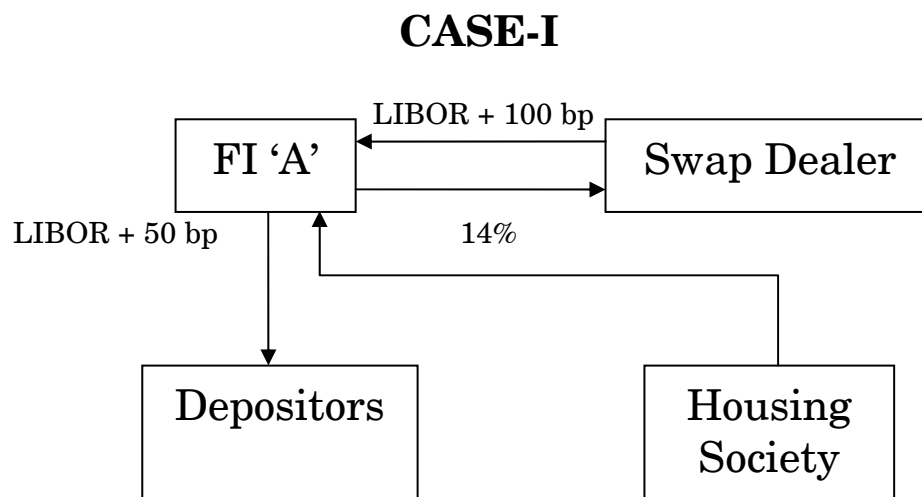 CASE-I
LIBOR + 100 bp
FI ‘A’
Swap Dealer
LIBOR + 50 bp
14%
Depositors
Housing
Society